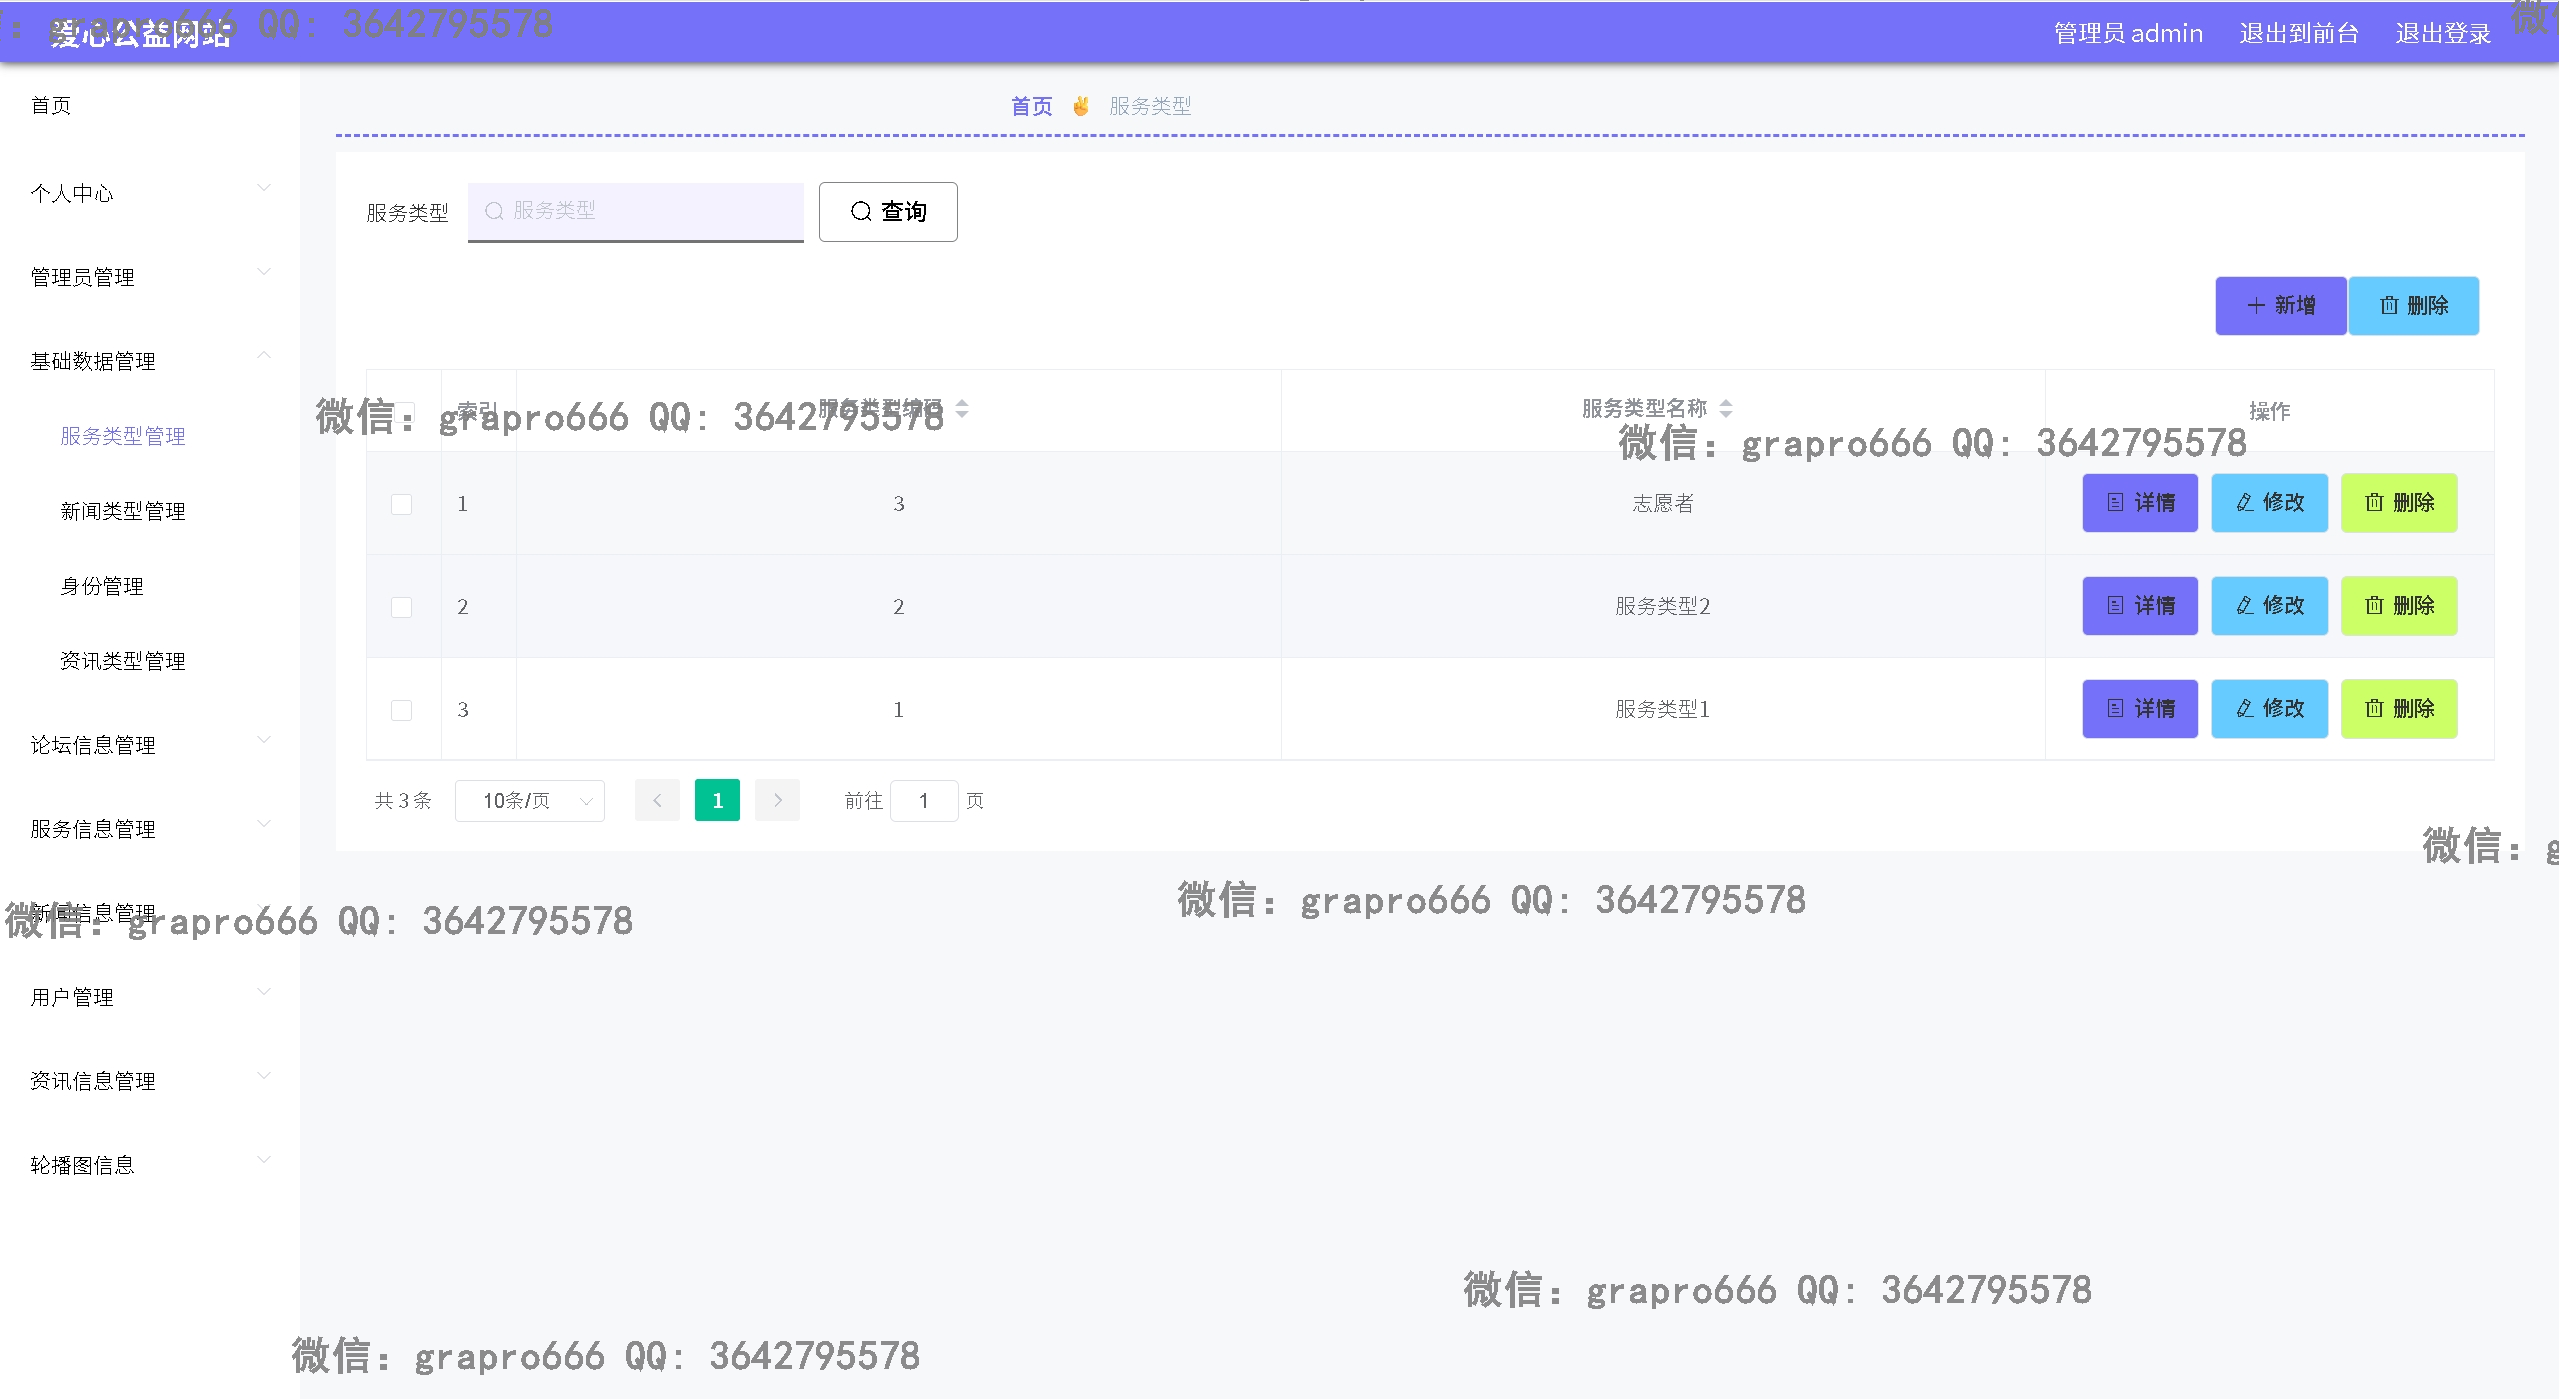 爱心公益网站
管理员 admin 退出到前台 退出登录
首页
个人中心
管理员管理
基础数据管理
服务类型管理
新闻类型管理
身份管理
资讯类型管理
论坛信息管理
服务信息管理
新闻信息管理
用户管理
资讯信息管理
轮播图信息
首页 ✌ 服务类型
服务类型 服务类型 查询
新增 删除
索引 服务类型编码 服务类型名称 操作
1 3 志愿者 详情 修改 删除
2 2 服务类型2 详情 修改 删除
3 1 服务类型1 详情 修改 删除
共 3 条 10条/页 1 前往 1 页
: grapro666 QQ: 3642795578
微信: grapro666 QQ: 3642795578
微信: grapro666 QQ: 3642795578
微信: g
微信: grapro666 QQ: 3642795578
微信: grapro666 QQ: 3642795578
微信: grapro666 QQ: 3642795578
微信: grapro666 QQ: 3642795578